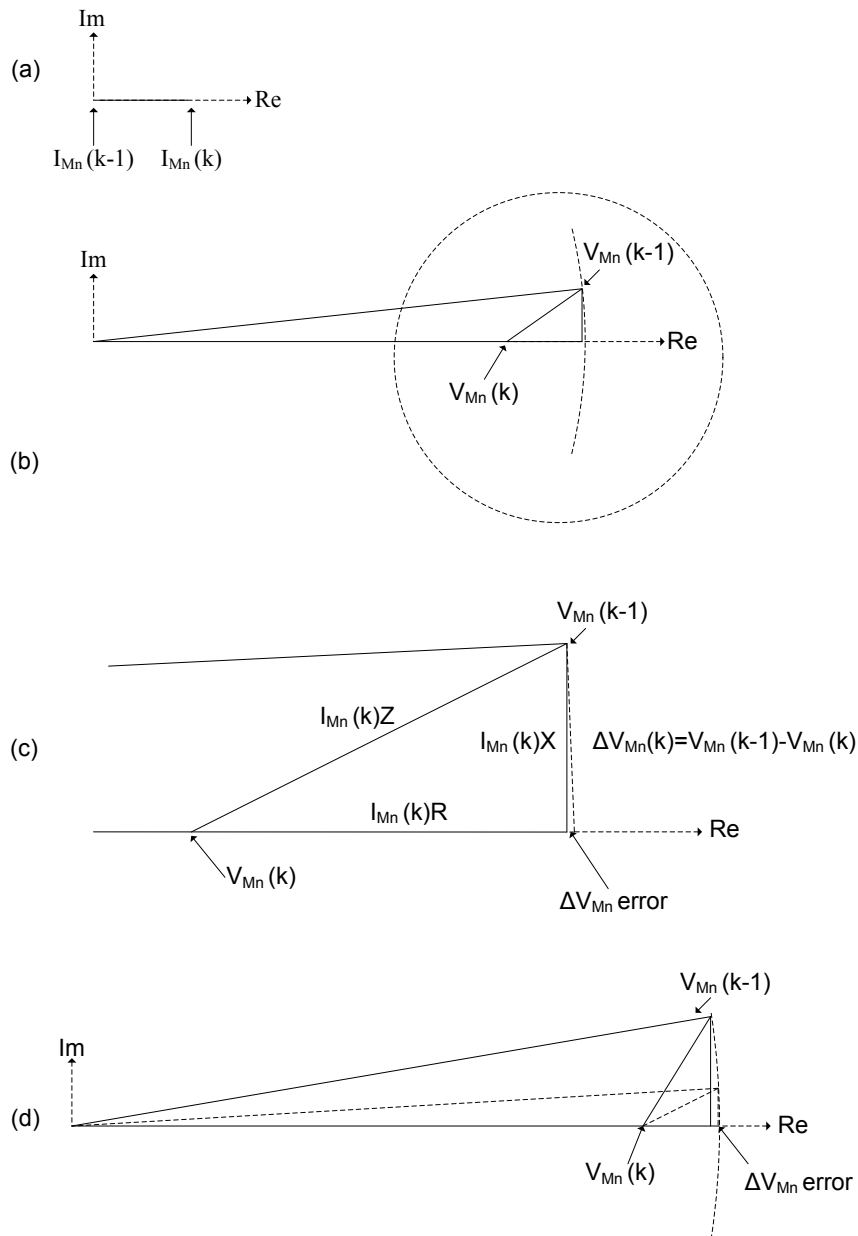 Im
(a)
Re
I_Mn (k-1)
I_Mn (k)
Im
V_Mn (k-1)
Re
V_Mn (k)
(b)
V_Mn (k-1)
I_Mn (k)Z
I_Mn (k)X
ΔV_Mn(k)=V_Mn (k-1)-V_Mn (k)
(c)
I_Mn (k)R
Re
V_Mn (k)
ΔV_Mn error
V_Mn (k-1)
Im
(d)
Re
V_Mn (k)
ΔV_Mn error